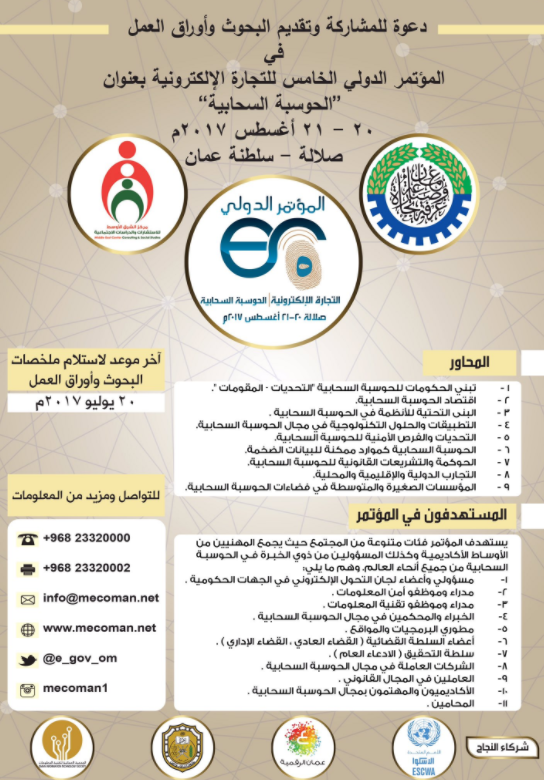 دعوة للمشاركة وتقديم البحوث وأوراق العمل
في
المؤتمر الدولي الخامس للتجارة الإلكترونية بعنوان
"الحوسبة السحابية"
٢٠ - ٢١ أغسطس ٢٠١٧م
صلالة - سلطنة عمان
مركز الشرق الأوسط
للاستشارات والدراسات الاجتماعية
المؤتمر الدولي
التجارة الإلكترونية | الحوسبة السحابية
صلالة ٢٠-٢١ أغسطس ٢٠١٧م
آخر موعد لاستلام ملخصات
البحوث وأوراق العمل
٢٠ يوليو ٢٠١٧م
المحاور
١ - تبني الحكومات للحوسبة السحابية "التحديات - المقومات ".
٢ - اقتصاد الحوسبة السحابية.
٣ - البنى التحتية للأنظمة في الحوسبة السحابية .
٤ - التطبيقات والحلول التكنولوجية في مجال الحوسبة السحابية.
٥ - التحديات والفرص الأمنية للحوسبة السحابية.
٦ - الحوسبة السحابية كموارد ممكنة للبيانات الضخمة.
٧ - الحوكمة والتشريعات القانونية للحوسبة السحابية.
٨ - التجارب الدولية والإقليمية والمحلية.
٩ - المؤسسات الصغيرة والمتوسطة في فضاءات الحوسبة السحابية.
للتواصل ومزيد من المعلومات
+968 23320000
+968 23320002
info@mecoman.net
www.mecoman.net
@e_gov_om
mecoman1
المستهدفون في المؤتمر
يستهدف المؤتمر فئات متنوعة من المجتمع حيث يجمع المهنيين من
الأوساط الأكاديمية وكذلك المسؤولين من ذوي الخبرة في الحوسبة
السحابية من جميع أنحاء العالم. وهم ما يلي:
١- مسؤولي وأعضاء لجان التحول الإلكتروني في الجهات الحكومية .
٢- مدراء وموظفو أمن المعلومات .
٣- مدراء وموظفو تقنية المعلومات .
٤- الخبراء والمحكمين في مجال الحوسبة السحابية .
٥- مطوري البرمجيات والمواقع .
٦- أعضاء السلطة القضائية ( القضاء العادي ، القضاء الإداري ) .
٧- سلطة التحقيق ( الادعاء العام ) .
٨- الشركات العاملة في مجال الحوسبة السحابية .
٩- العاملين في المجال القانوني .
١٠- الأكاديميون والمهتمون بمجال الحوسبة السحابية .
١١- المحامين .
شركاء النجاح
الاسكوا
ESCWA
عمان الرقمية